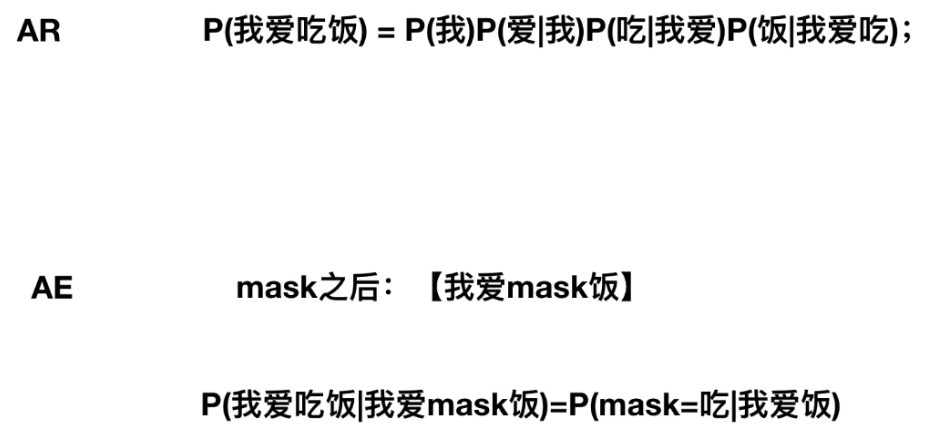 AR P(我爱吃饭) = P(我)P(爱|我)P(吃|我爱)P(饭|我爱吃)；
AE mask之后：【我爱mask饭】
P(我爱吃饭|我爱mask饭)=P(mask=吃|我爱饭)